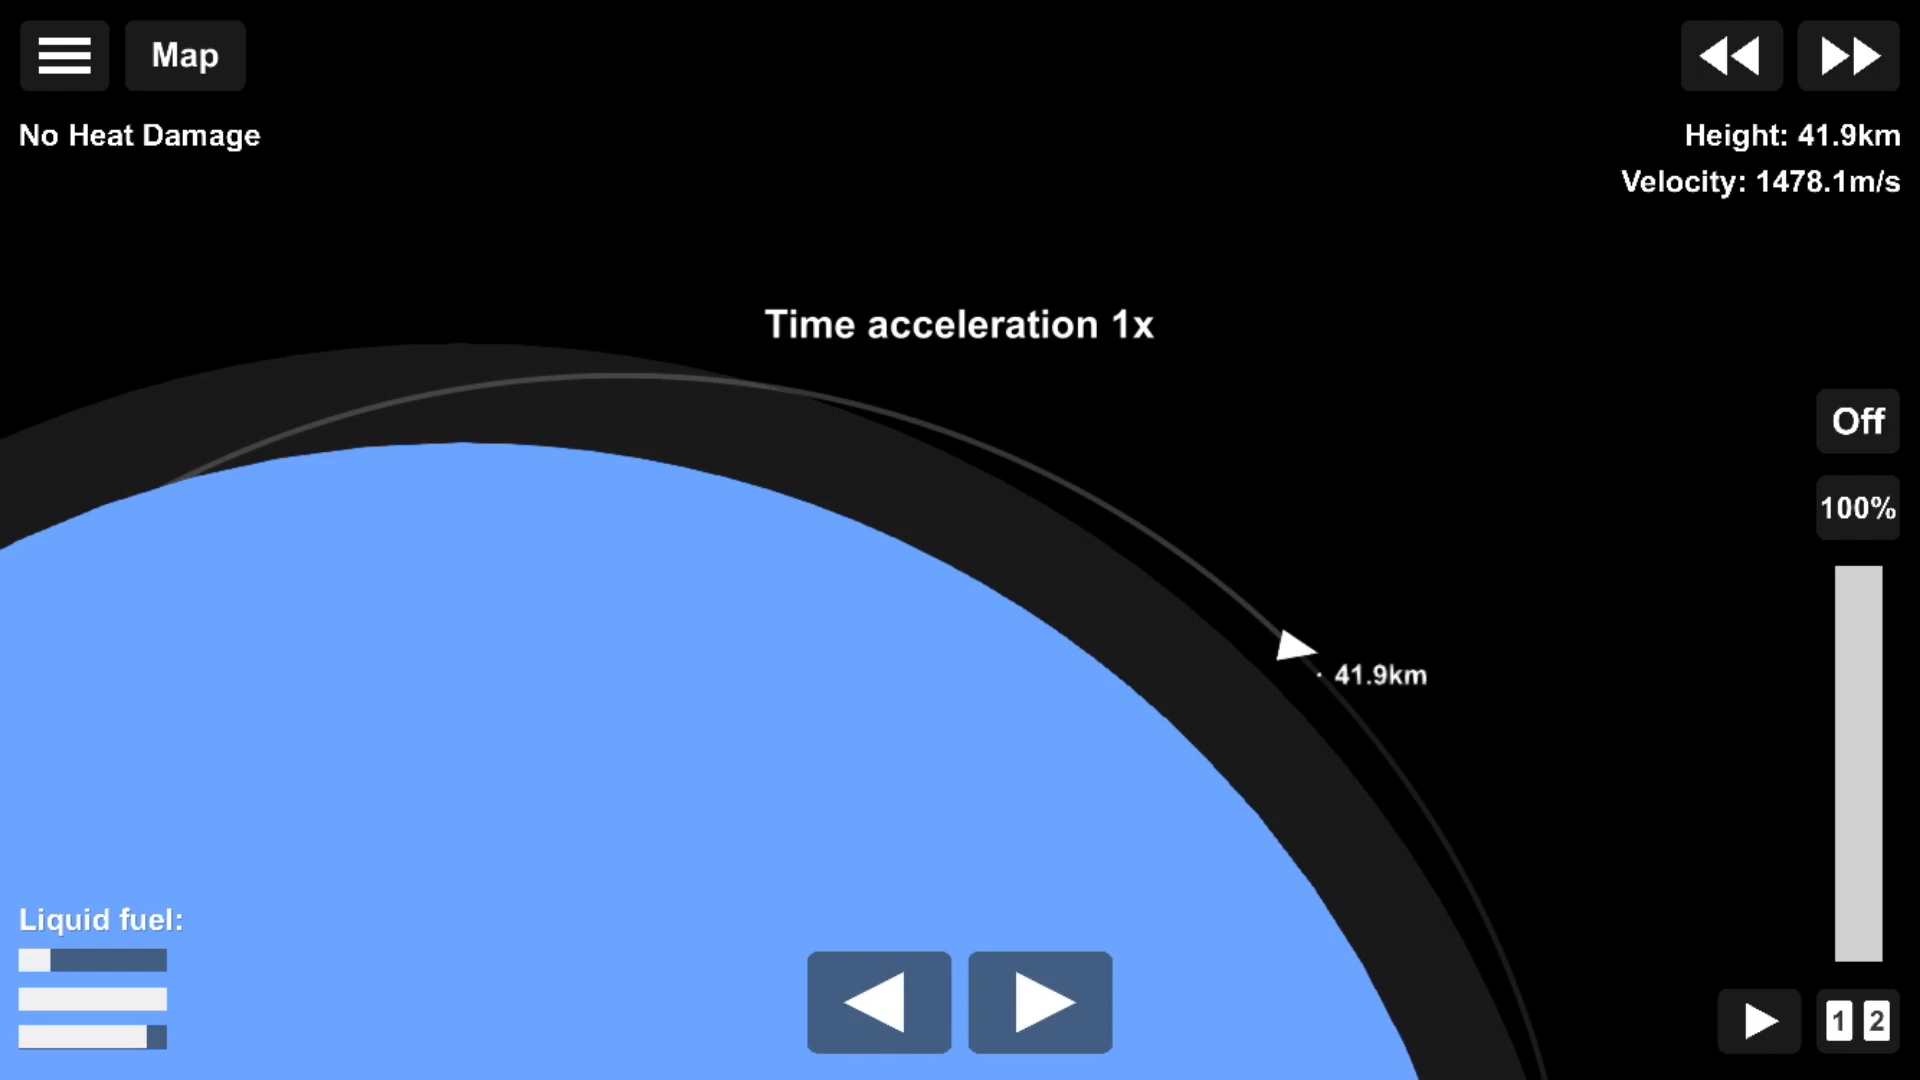 Map
No Heat Damage
Height: 41.9km
Velocity: 1478.1m/s
Time acceleration 1x
Off
100%
41.9km
Liquid fuel:
1 2